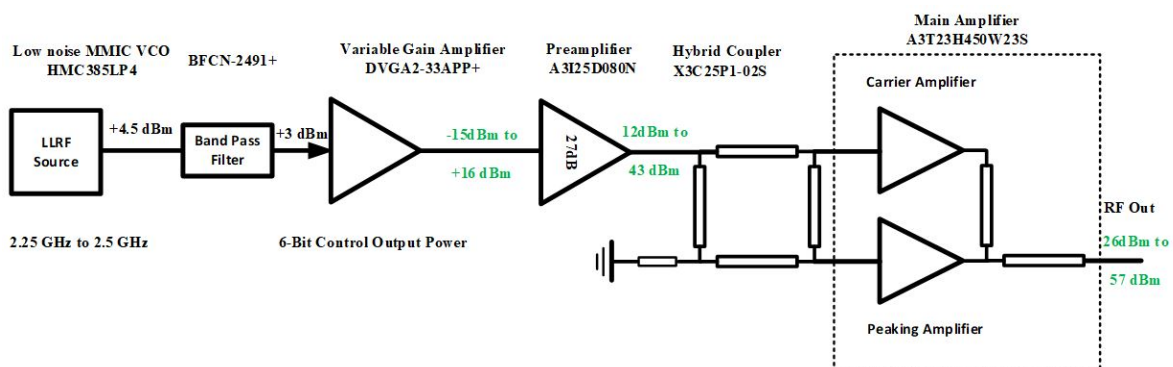 Main Amplifier
A3T23H450W23S
Low noise MMIC VCO
HMC385LP4
BFCN-2491+
Variable Gain Amplifier
DVGA2-33APP+
Preamplifier
A3I25D080N
Hybrid Coupler
X3C25P1-02S
Carrier Amplifier
LLRF
Source
+4.5 dBm
Band Pass
Filter
+3 dBm
-15dBm to
+16 dBm
27dB
12dBm to
43 dBm
RF Out
26dBm to
57 dBm
2.25 GHz to 2.5 GHz
6-Bit Control Output Power
Peaking Amplifier